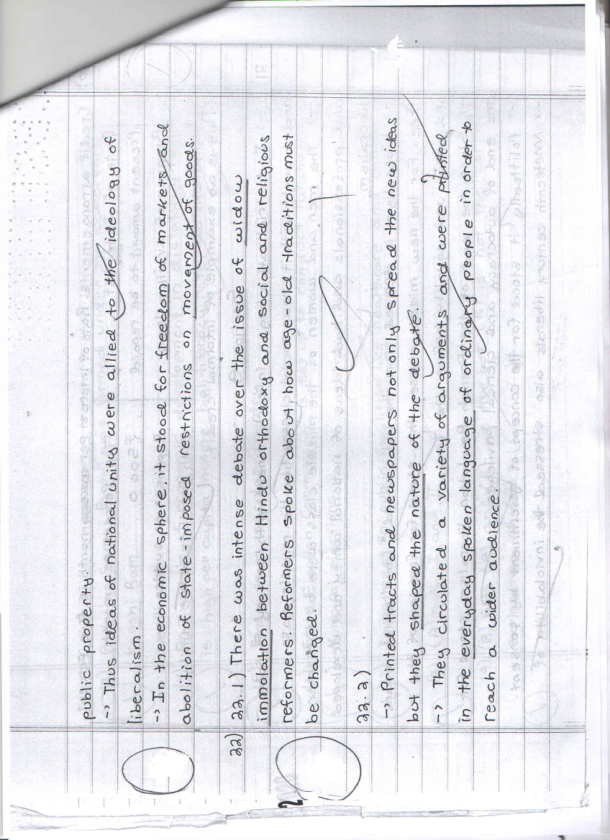 public property.
-> Thus ideas of national unity were allied to the ideology of
liberalism.
-> In the economic sphere, it stood for freedom of markets and
abolition of state-imposed restrictions on movement of goods.
22) 22.1) There was intense debate over the issue of widow
immolation between Hindu orthodoxy and social and religious
reformers. Reformers spoke about how age-old traditions must
be changed.
22.2)
-> Printed tracts and newspapers not only spread the new ideas
but they shaped the nature of the debate.
-> They circulated a variety of arguments and were printed
in the everyday spoken language of ordinary people in order to
reach a wider audience.
2